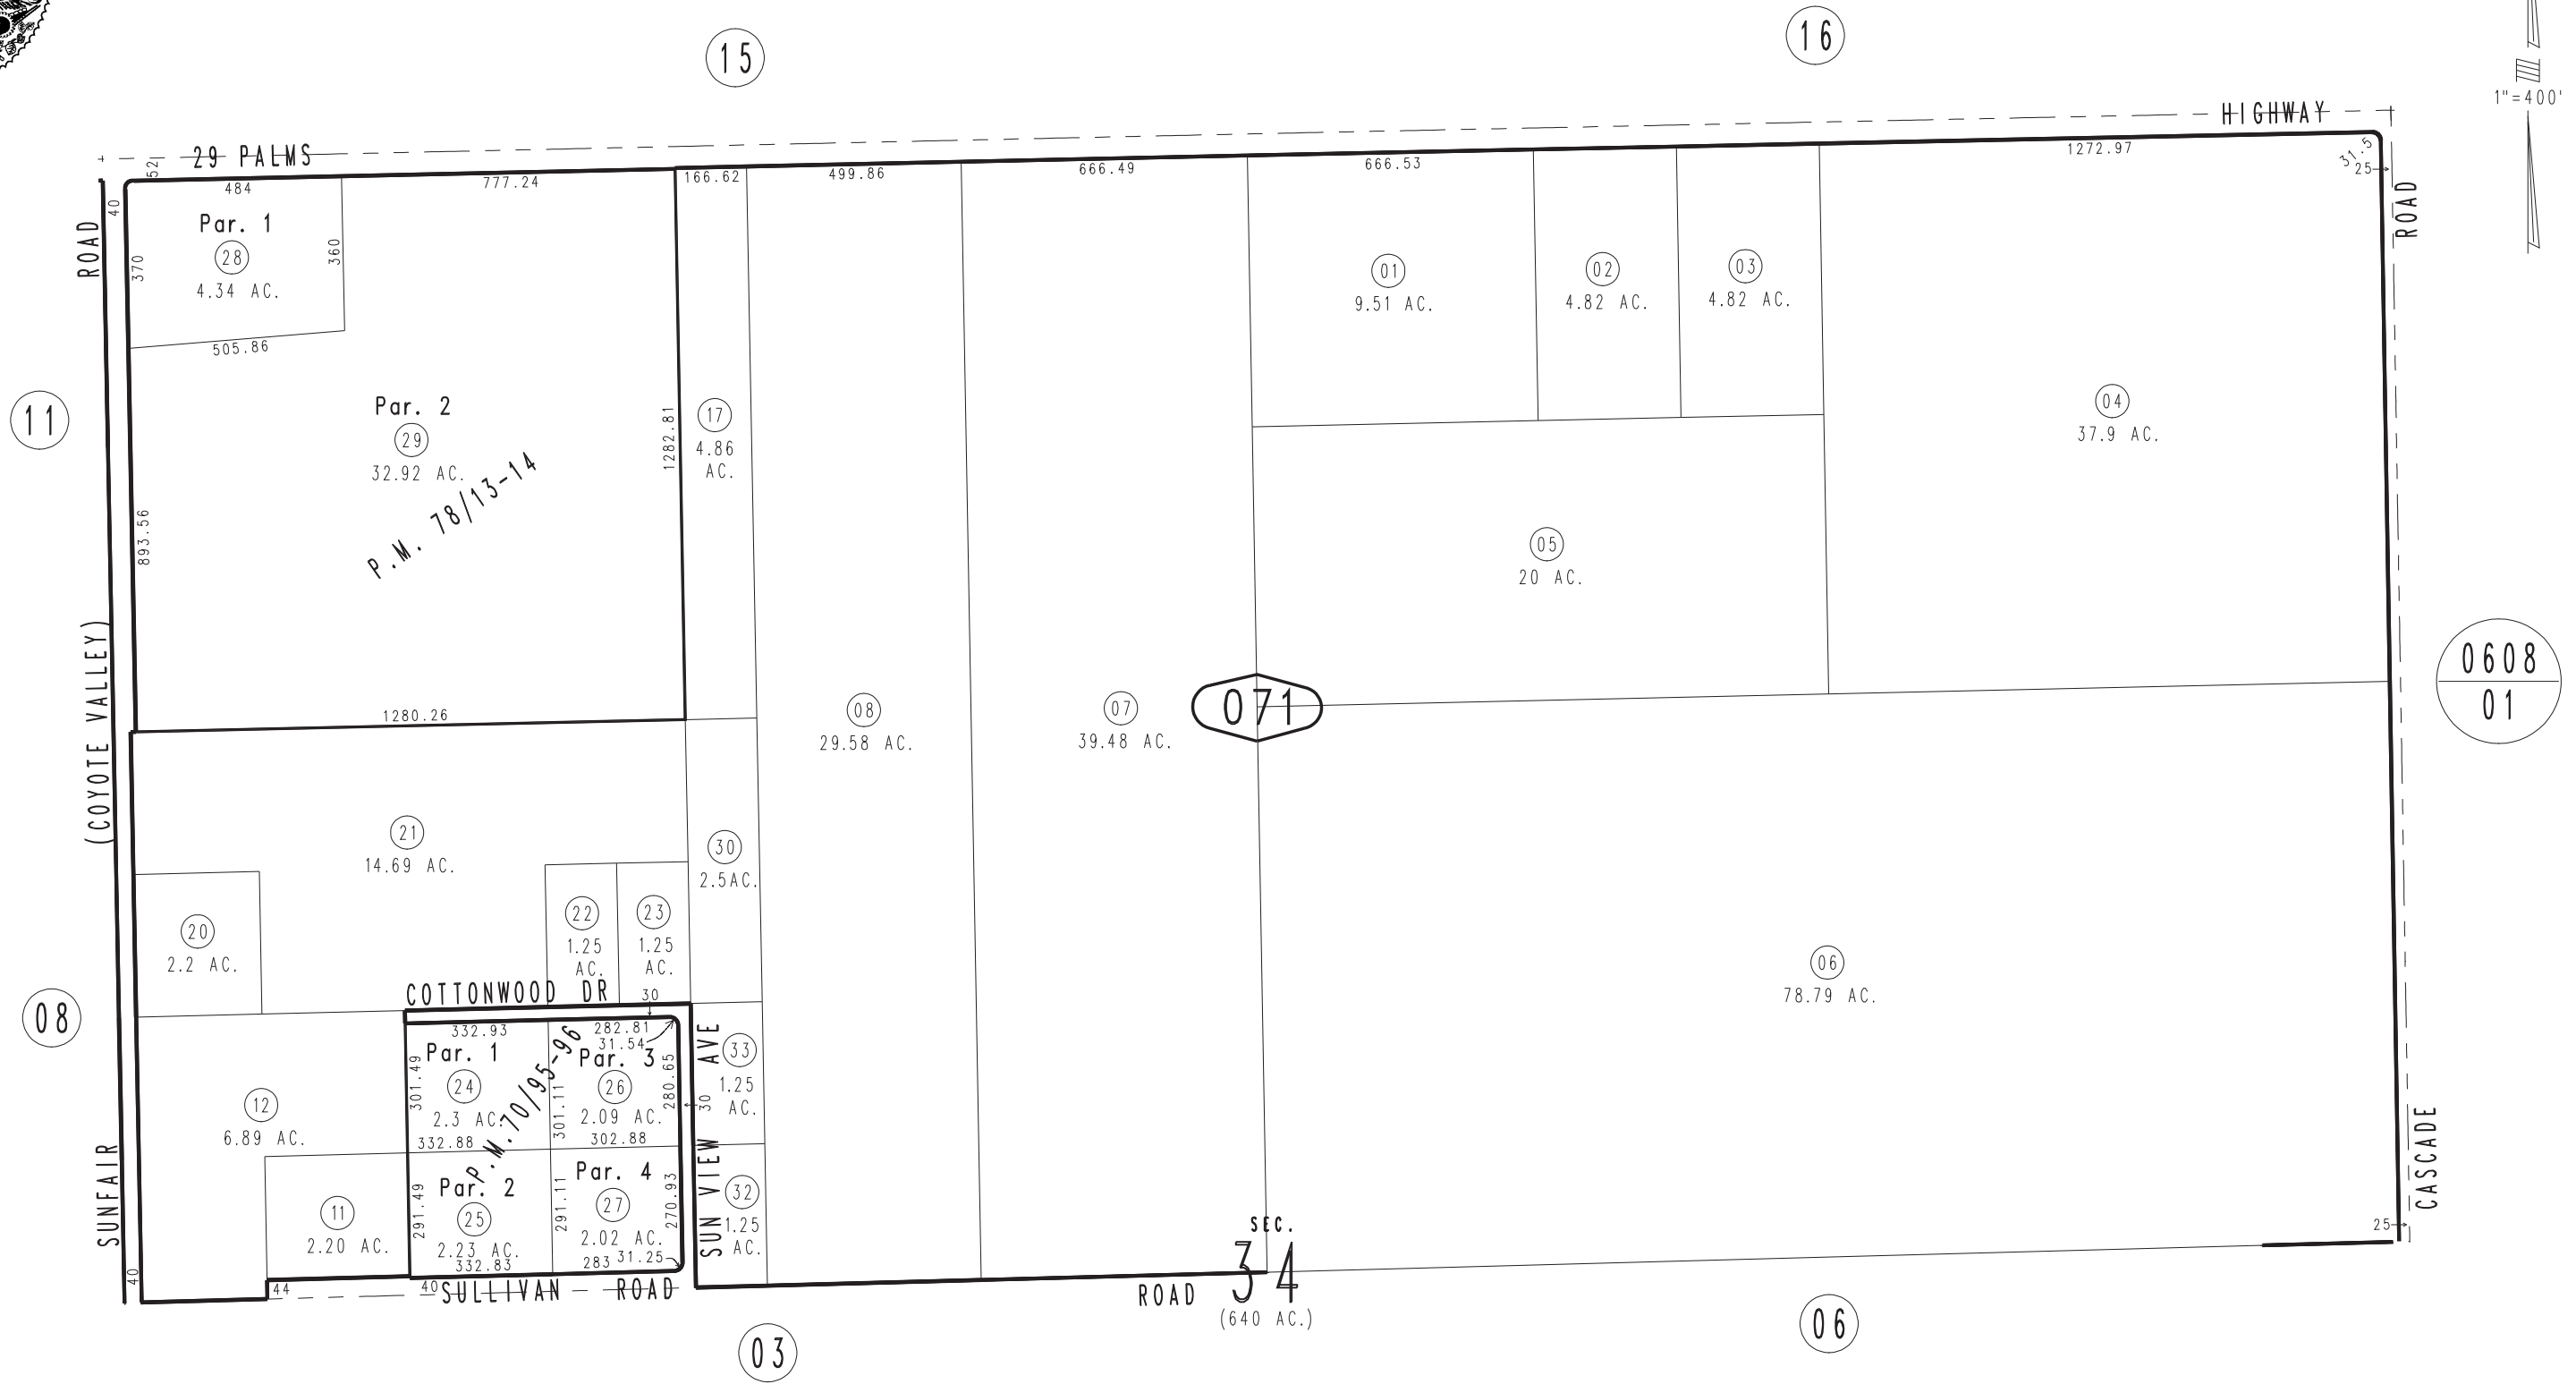 15
16
1"=400'
29 PALMS
HIGHWAY
52
484
777.24
166.62
499.86
666.49
666.53
1272.97
31.5
25
40
ROAD
ROAD
Par. 1
28
4.34 AC.
370
360
505.86
01
9.51 AC.
02
4.82 AC.
03
4.82 AC.
11
Par. 2
29
32.92 AC.
P.M. 78/13-14
1282.81
17
4.86
AC.
04
37.9 AC.
893.56
05
20 AC.
(COYOTE VALLEY)
1280.26
08
29.58 AC.
07
39.48 AC.
071
0608
01
21
14.69 AC.
30
2.5AC.
20
2.2 AC.
22
1.25
AC.
23
1.25
AC.
06
78.79 AC.
COTTONWOOD DR
30
08
332.93
282.81
31.54
Par. 1
24
2.3 AC.
301.49
332.88
P.M. 70/95-96
Par. 3
26
2.09 AC.
301.11
280.65
302.88
30
33
1.25
AC.
12
6.89 AC.
SUN VIEW AVE
11
2.20 AC.
Par. 2
25
2.23 AC.
291.49
332.83
Par. 4
27
2.02 AC.
291.11
270.93
283
31.25
32
1.25
AC.
SUNFAIR
CASCADE
25
40
44
40
SULLIVAN ROAD
ROAD
SEC.
34
(640 AC.)
03
06